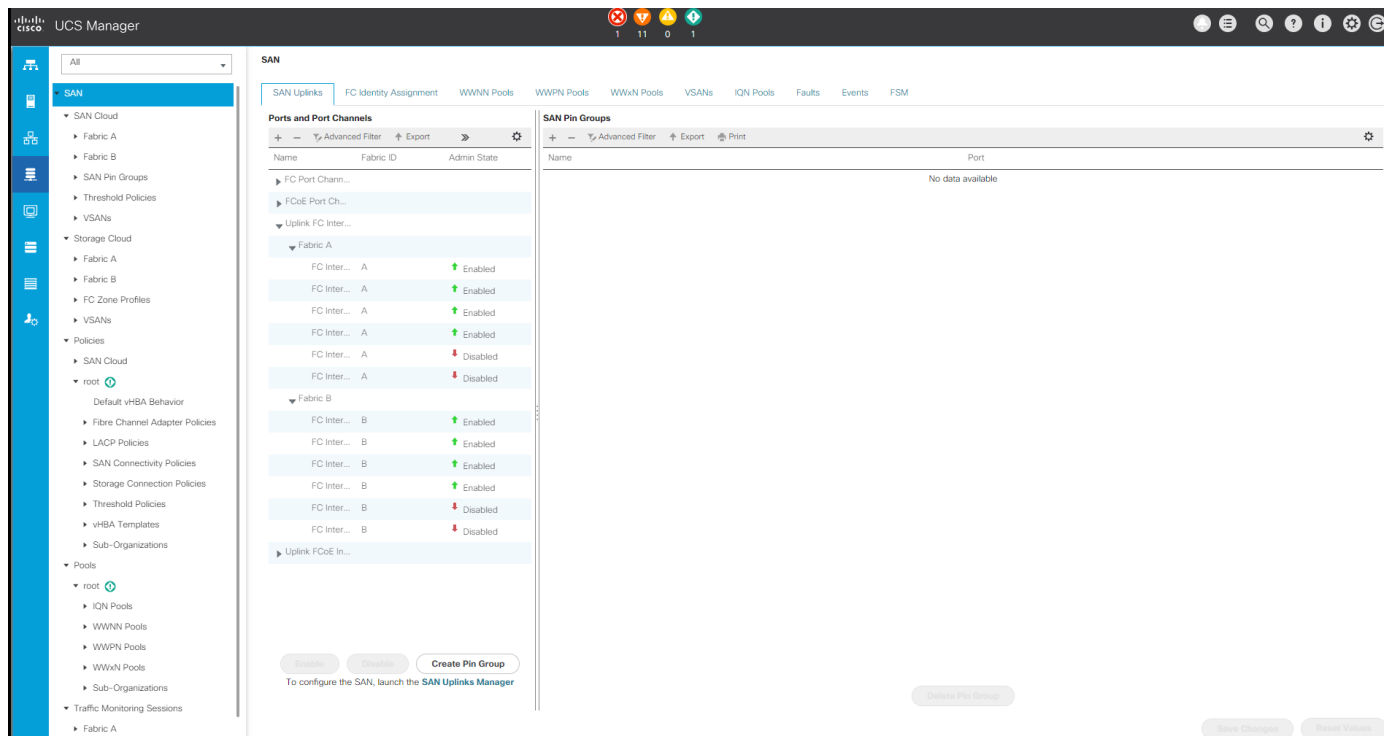 cisco UCS Manager
1 11 0 1
All
SAN
SAN Cloud
Fabric A
Fabric B
SAN Pin Groups
Threshold Policies
VSANs
Storage Cloud
Fabric A
Fabric B
FC Zone Profiles
VSANs
Policies
SAN Cloud
root
Default vHBA Behavior
Fibre Channel Adapter Policies
LACP Policies
SAN Connectivity Policies
Storage Connection Policies
Threshold Policies
vHBA Templates
Sub-Organizations
Pools
root
IQN Pools
WWNN Pools
WWPN Pools
WWxN Pools
Sub-Organizations
Traffic Monitoring Sessions
Fabric A
SAN
SAN Uplinks FC Identity Assignment WWNN Pools WWPN Pools WWxN Pools VSANs IQN Pools Faults Events FSM
Ports and Port Channels
+ − Advanced Filter Export
Name Fabric ID Admin State
FC Port Chann...
FCoE Port Ch...
Uplink FC Inter...
Fabric A
FC Inter... A Enabled
FC Inter... A Enabled
FC Inter... A Enabled
FC Inter... A Enabled
FC Inter... A Disabled
FC Inter... A Disabled
Fabric B
FC Inter... B Enabled
FC Inter... B Enabled
FC Inter... B Enabled
FC Inter... B Enabled
FC Inter... B Disabled
FC Inter... B Disabled
Uplink FCoE In...
Enable Disable Create Pin Group
To configure the SAN, launch the SAN Uplinks Manager
SAN Pin Groups
+ − Advanced Filter Export Print
Name Port
No data available
Delete Pin Group
Save Changes Reset Values